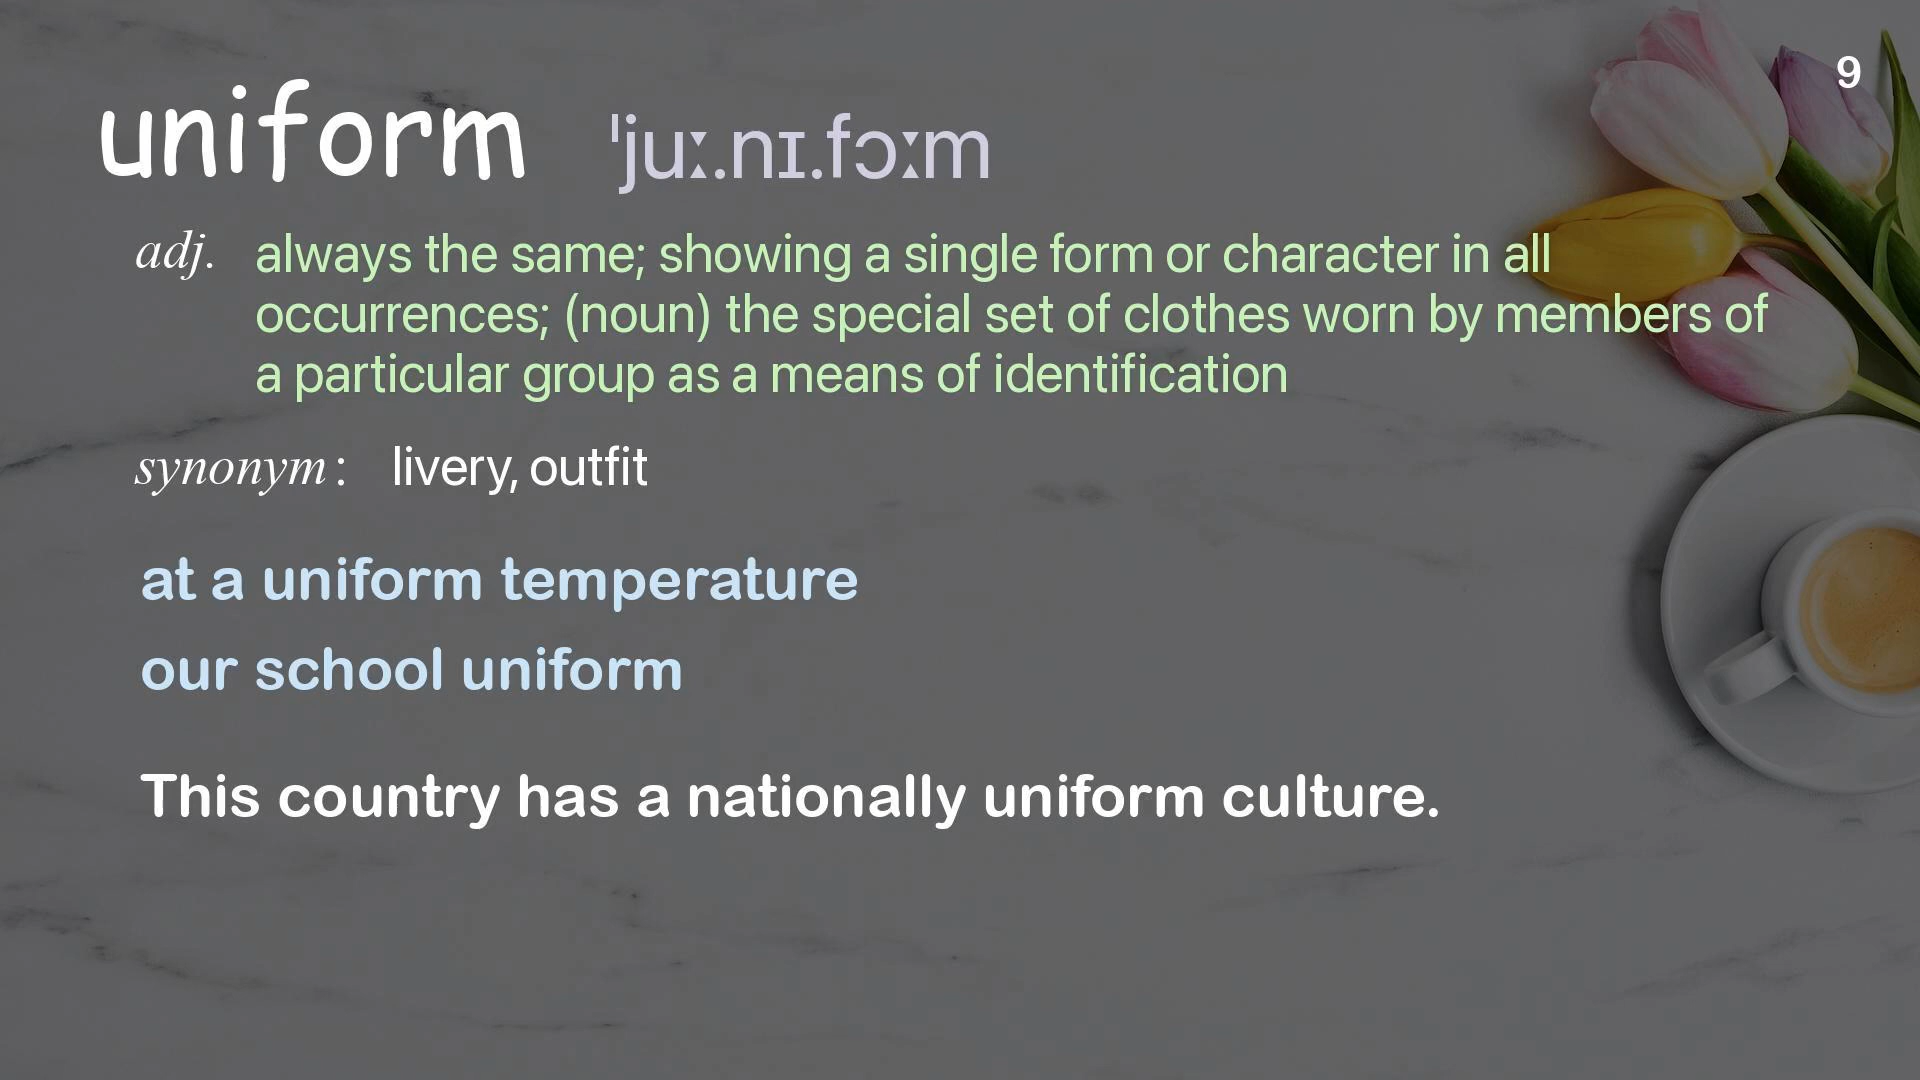 9
uniform ˈjuː.nɪ.fɔːm
adj. always the same; showing a single form or character in all
occurrences; (noun) the special set of clothes worn by members of
a particular group as a means of identification
synonym: livery, outfit
at a uniform temperature
our school uniform
This country has a nationally uniform culture.